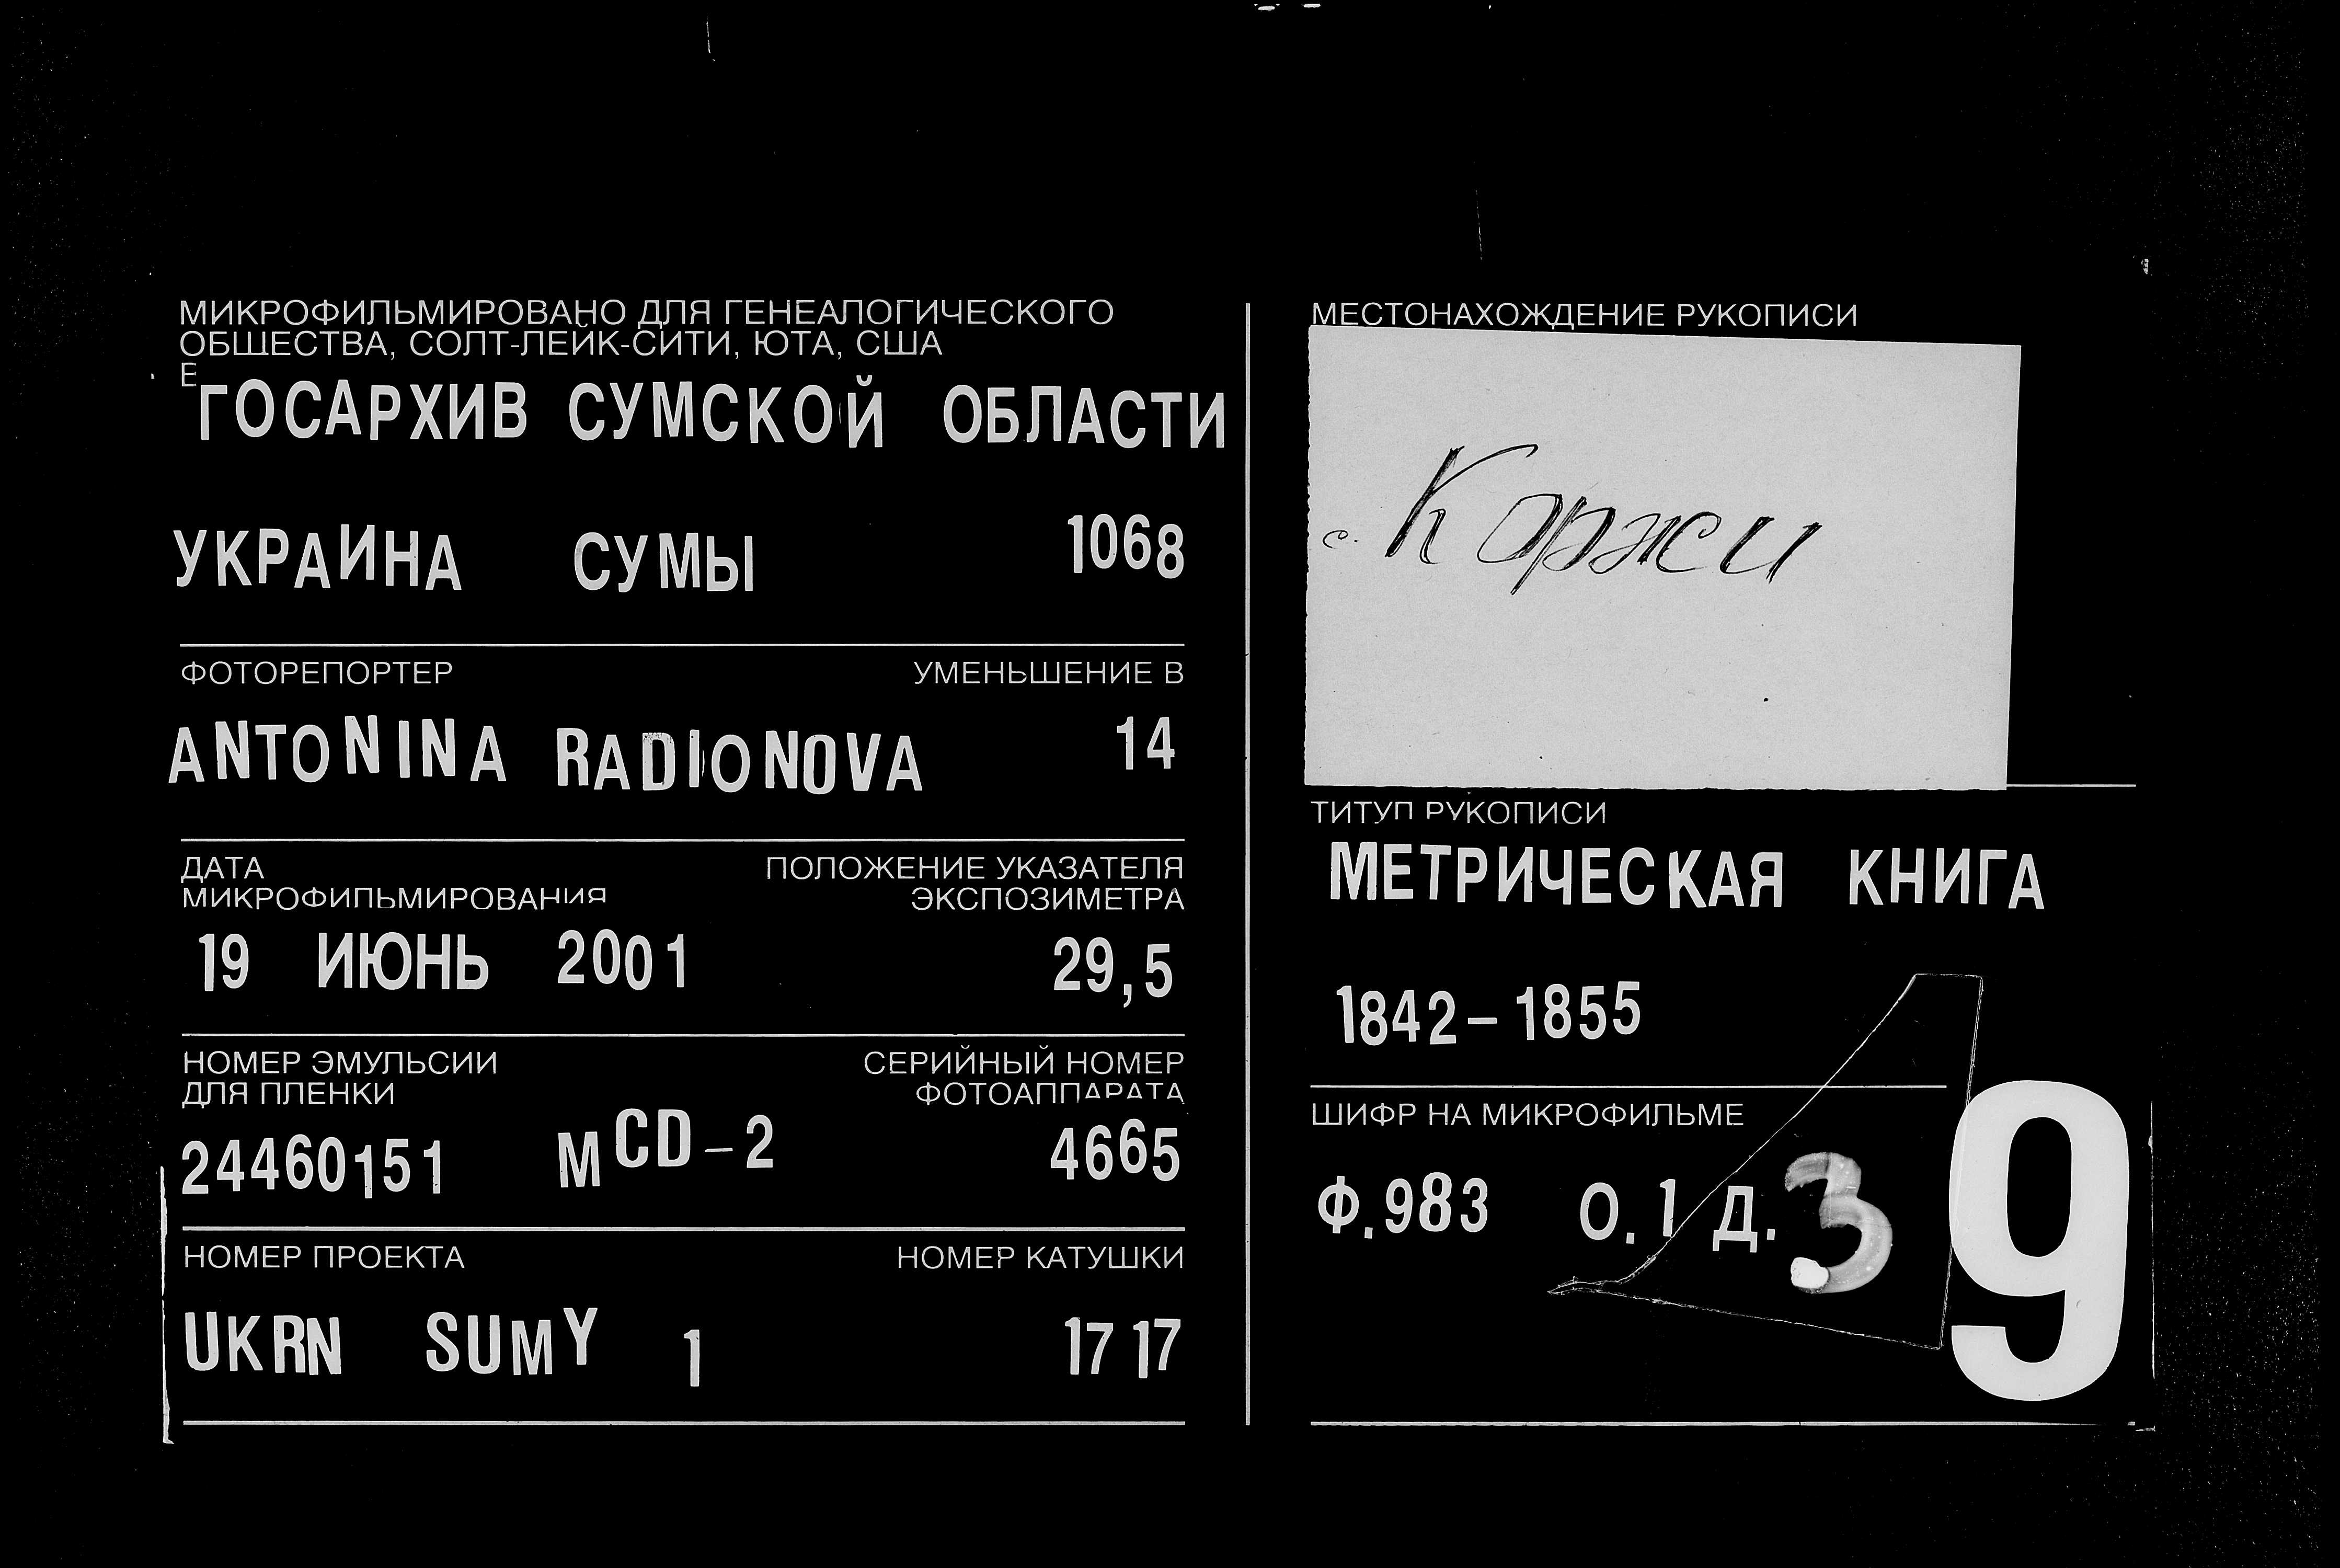 МИКРОФИЛЬМИРОВАНО ДЛЯ ГЕНЕАЛОГИЧЕСКОГО
ОБЩЕСТВА, СОЛТ-ЛЕЙК-СИТИ, ЮТА, США
Е
ГОСАРХИВ СУМСКОЙ ОБЛАСТИ
УКРАИНА СУМЫ 1068
ФОТОРЕПОРТЕР УМЕНЬШЕНИЕ В
ANTONINA RADIONOVA 14
ДАТА ПОЛОЖЕНИЕ УКАЗАТЕЛЯ
МИКРОФИЛЬМИРОВАНИЯ ЭКСПОЗИМЕТРА
19 ИЮНЬ 2001 29,5
НОМЕР ЭМУЛЬСИИ СЕРИЙНЫЙ НОМЕР
ДЛЯ ПЛЕНКИ ФОТОАППАРАТА
24460151 MCD-2 4665
НОМЕР ПРОЕКТА НОМЕР КАТУШКИ
UKRN SUMY 1 1717
МЕСТОНАХОЖДЕНИЕ РУКОПИСИ
с. Коржи
ТИТУЛ РУКОПИСИ
МЕТРИЧЕСКАЯ КНИГА
1842-1855
ШИФР НА МИКРОФИЛЬМЕ
Ф.983 О.1 Д.3
9